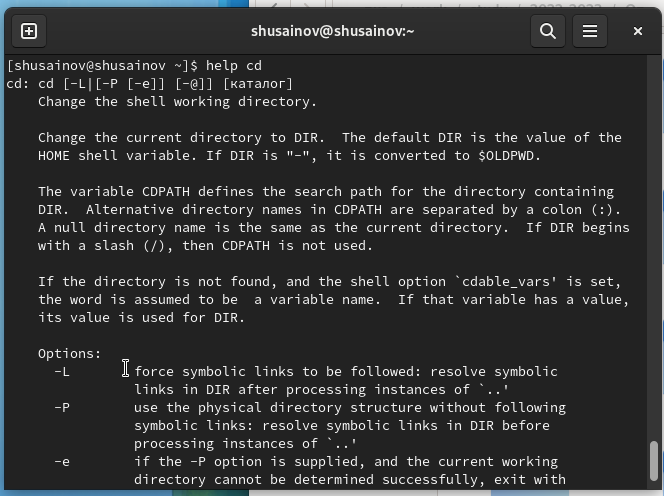 shusainov@shusainov:~
[shusainov@shusainov ~]$ help cd
cd: cd [-L|[-P [-e]] [-@]] [каталог]
Change the shell working directory.
Change the current directory to DIR.  The default DIR is the value of the
HOME shell variable. If DIR is "-", it is converted to $OLDPWD.
The variable CDPATH defines the search path for the directory containing
DIR.  Alternative directory names in CDPATH are separated by a colon (:).
A null directory name is the same as the current directory.  If DIR begins
with a slash (/), then CDPATH is not used.
If the directory is not found, and the shell option `cdable_vars' is set,
the word is assumed to be  a variable name.  If that variable has a value,
its value is used for DIR.
Options:
-L        force symbolic links to be followed: resolve symbolic
links in DIR after processing instances of `..'
-P        use the physical directory structure without following
symbolic links: resolve symbolic links in DIR before
processing instances of `..'
-e        if the -P option is supplied, and the current working
directory cannot be determined successfully, exit with